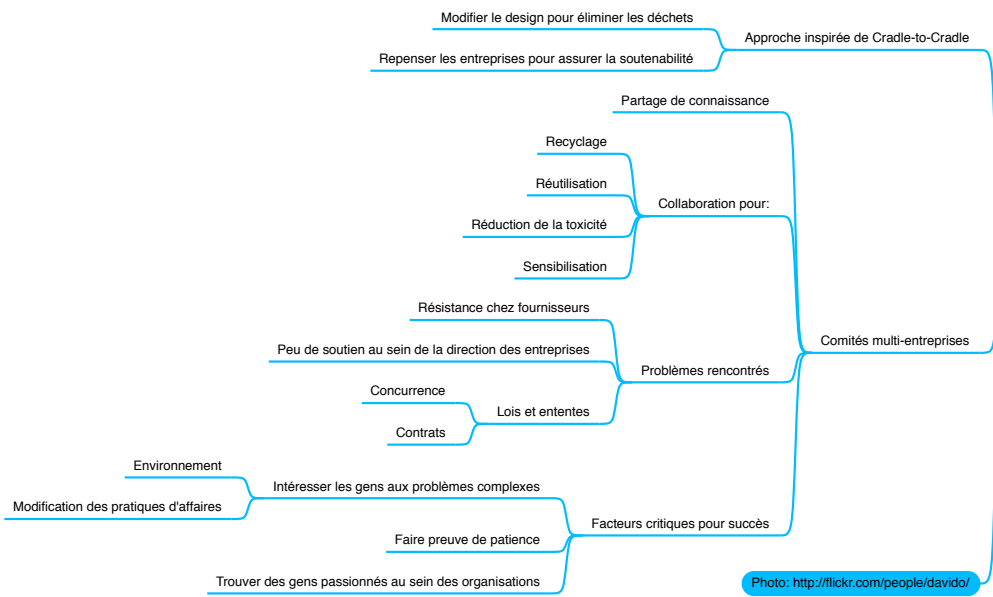 Modifier le design pour éliminer les déchets
Approche inspirée de Cradle-to-Cradle
Repenser les entreprises pour assurer la soutenabilité
Partage de connaissance
Recyclage
Réutilisation
Collaboration pour:
Réduction de la toxicité
Sensibilisation
Résistance chez fournisseurs
Comités multi-entreprises
Peu de soutien au sein de la direction des entreprises
Problèmes rencontrés
Concurrence
Lois et ententes
Contrats
Environnement
Intéresser les gens aux problèmes complexes
Modification des pratiques d'affaires
Facteurs critiques pour succès
Faire preuve de patience
Trouver des gens passionnés au sein des organisations
Photo: http://flickr.com/people/davido/